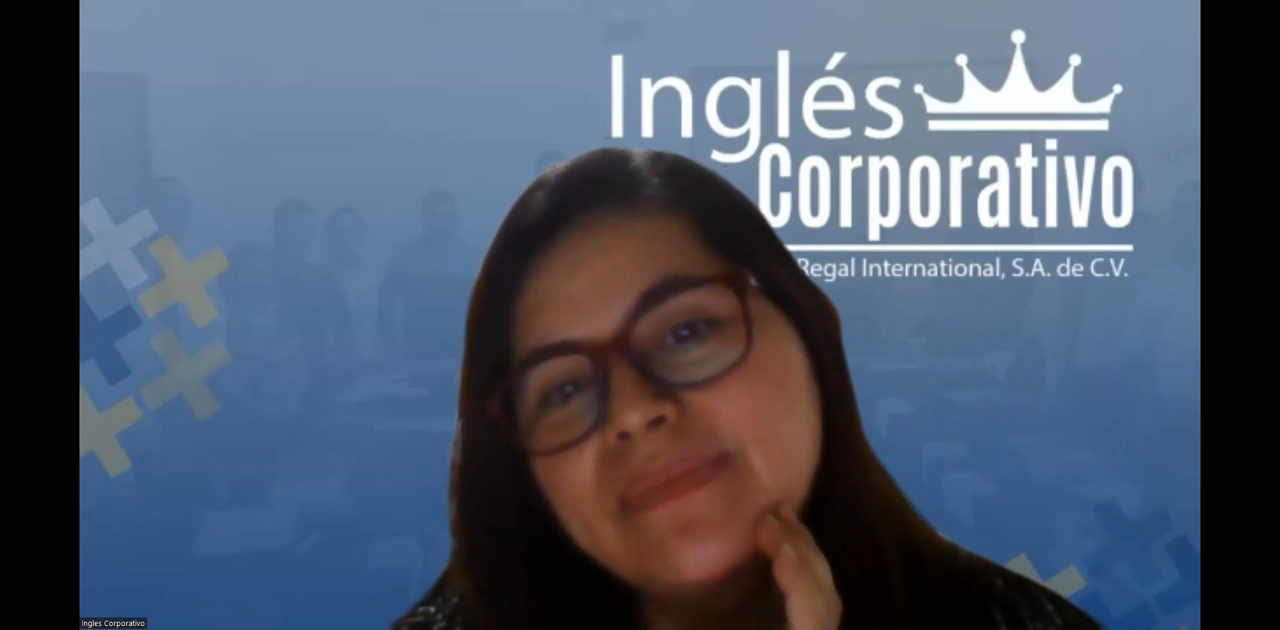 Inglés
Corporativo
Regal International, S.A. de C.V.
Ingles Corporativo